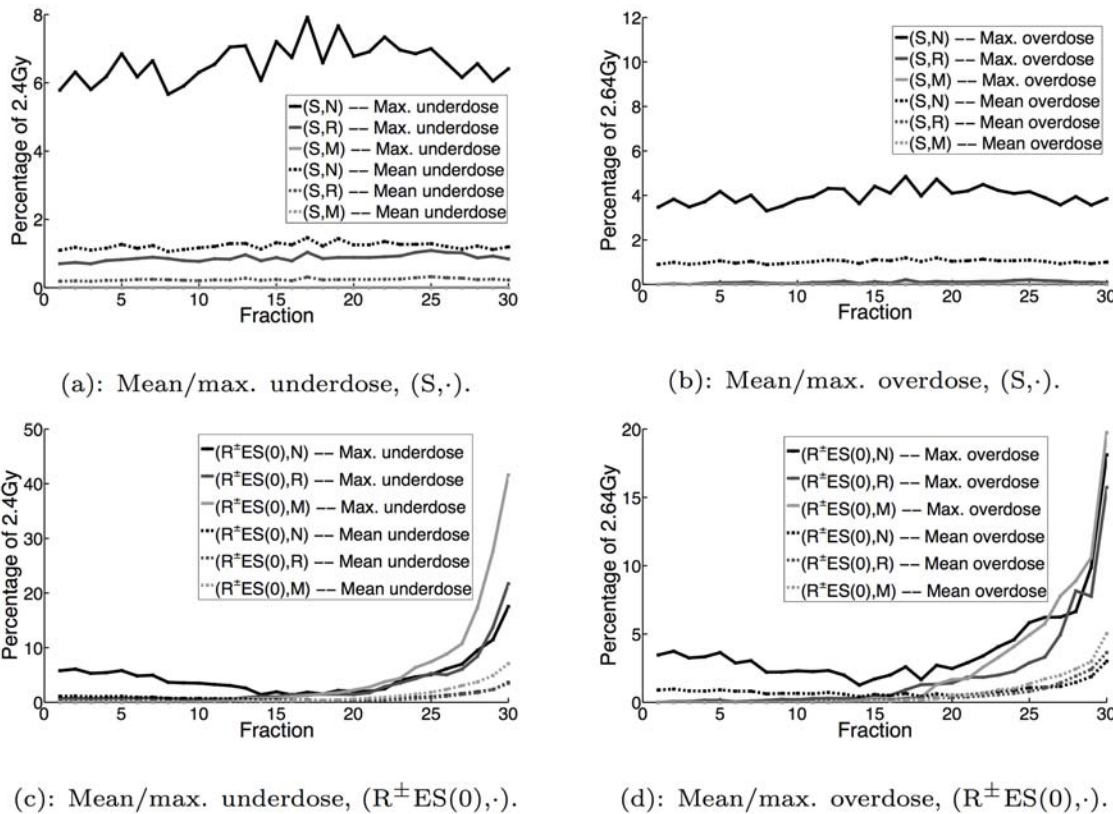 8
6
4
2
0
Percentage of 2.4Gy
(S,N) −− Max. underdose
(S,R) −− Max. underdose
(S,M) −− Max. underdose
(S,N) −− Mean underdose
(S,R) −− Mean underdose
(S,M) −− Mean underdose
0 5 10 15 20 25 30
Fraction
(a): Mean/max. underdose, (S,·).
12
10
8
6
4
2
0
Percentage of 2.64Gy
(S,N) −− Max. overdose
(S,R) −− Max. overdose
(S,M) −− Max. overdose
(S,N) −− Mean overdose
(S,R) −− Mean overdose
(S,M) −− Mean overdose
0 5 10 15 20 25 30
Fraction
(b): Mean/max. overdose, (S,·).
50
40
30
20
10
0
Percentage of 2.4Gy
(R±ES(0),N) −− Max. underdose
(R±ES(0),R) −− Max. underdose
(R±ES(0),M) −− Max. underdose
(R±ES(0),N) −− Mean underdose
(R±ES(0),R) −− Mean underdose
(R±ES(0),M) −− Mean underdose
0 5 10 15 20 25 30
Fraction
(c): Mean/max. underdose, (R±ES(0),·).
20
15
10
5
0
Percentage of 2.64Gy
(R±ES(0),N) −− Max. overdose
(R±ES(0),R) −− Max. overdose
(R±ES(0),M) −− Max. overdose
(R±ES(0),N) −− Mean overdose
(R±ES(0),R) −− Mean overdose
(R±ES(0),M) −− Mean overdose
0 5 10 15 20 25 30
Fraction
(d): Mean/max. overdose, (R±ES(0),·).